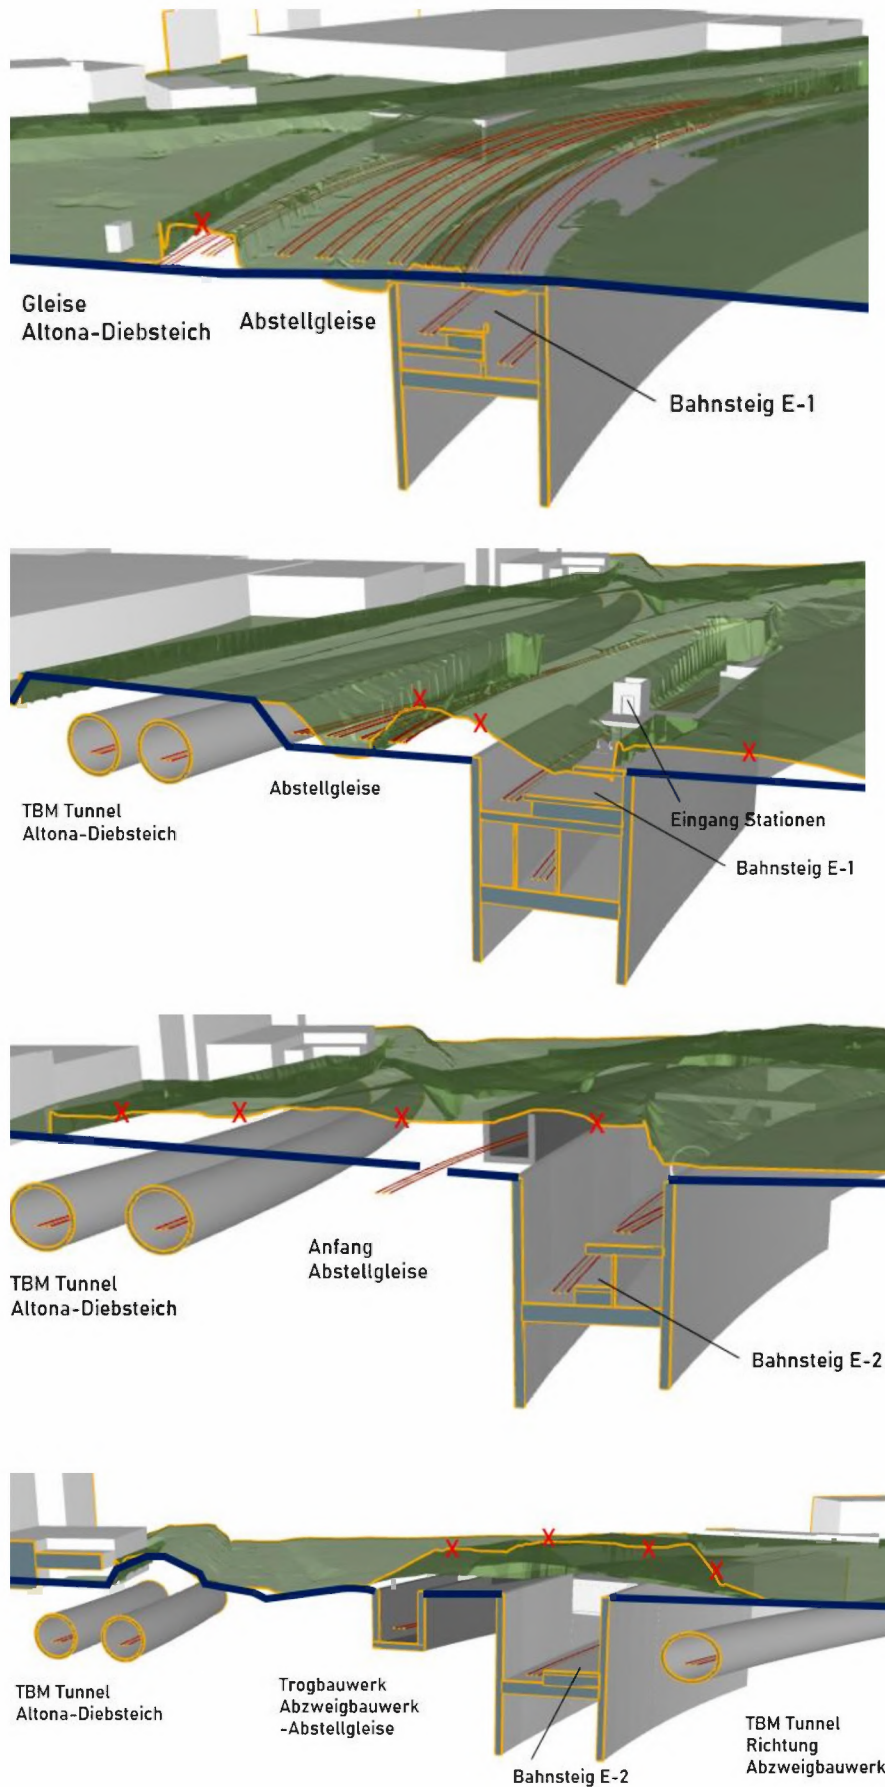 Gleise
Altona-Diebsteich
Abstellgleise
Bahnsteig E-1
TBM Tunnel
Altona-Diebsteich
Abstellgleise
Eingang Stationen
Bahnsteig E-1
TBM Tunnel
Altona-Diebsteich
Anfang
Abstellgleise
Bahnsteig E-2
TBM Tunnel
Altona-Diebsteich
Trogbauwerk
Abzweigbauwerk
-Abstellgleise
Bahnsteig E-2
TBM Tunnel
Richtung
Abzweigbauwerk